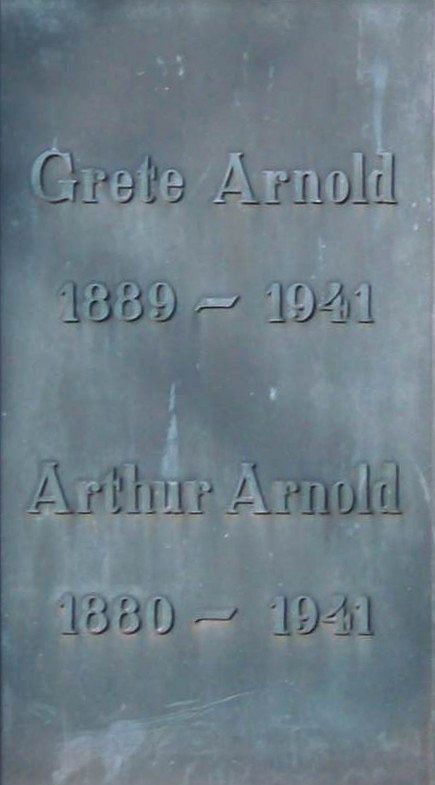 Grete Arnold
1889 – 1941
Arthur Arnold
1880 – 1941